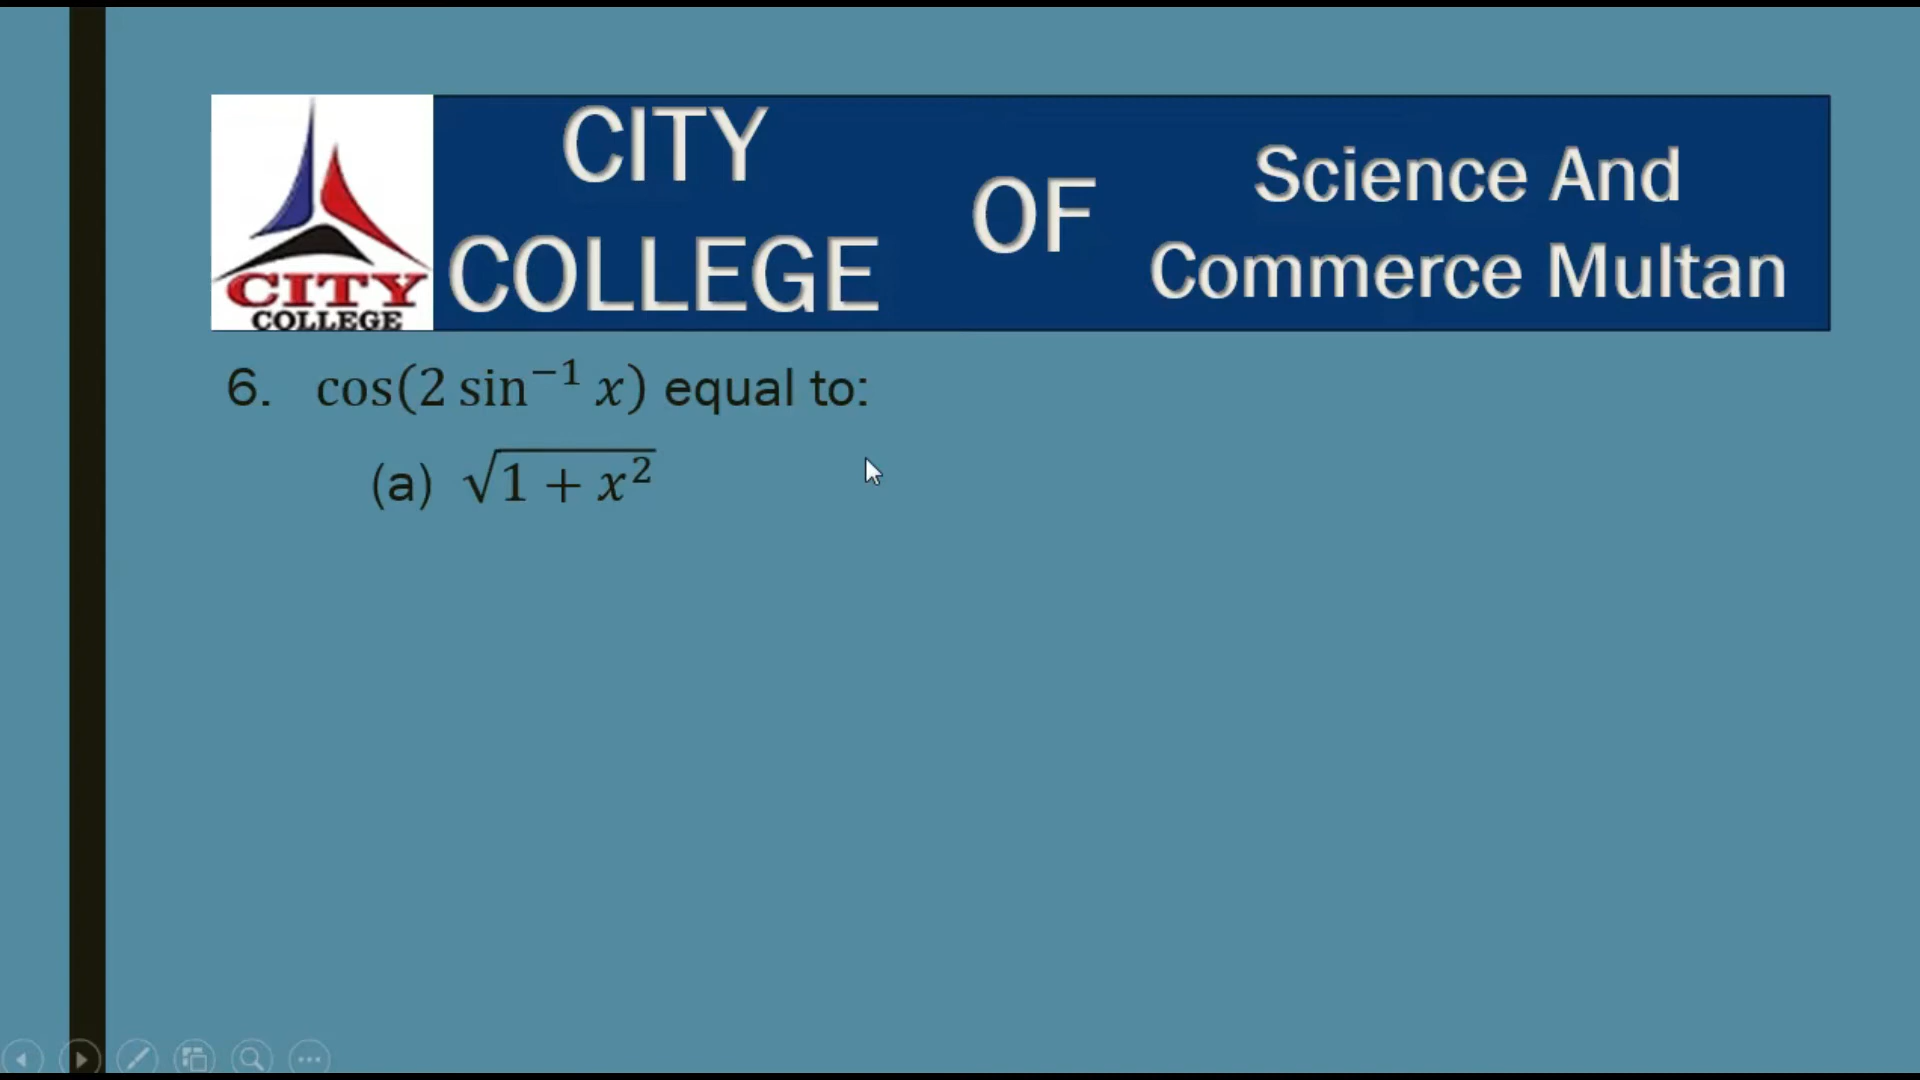 CITY
COLLEGE
CITY
COLLEGE
OF
Science And
Commerce Multan
6. cos(2 sin⁻¹ x) equal to:
(a) √(1 + x²)